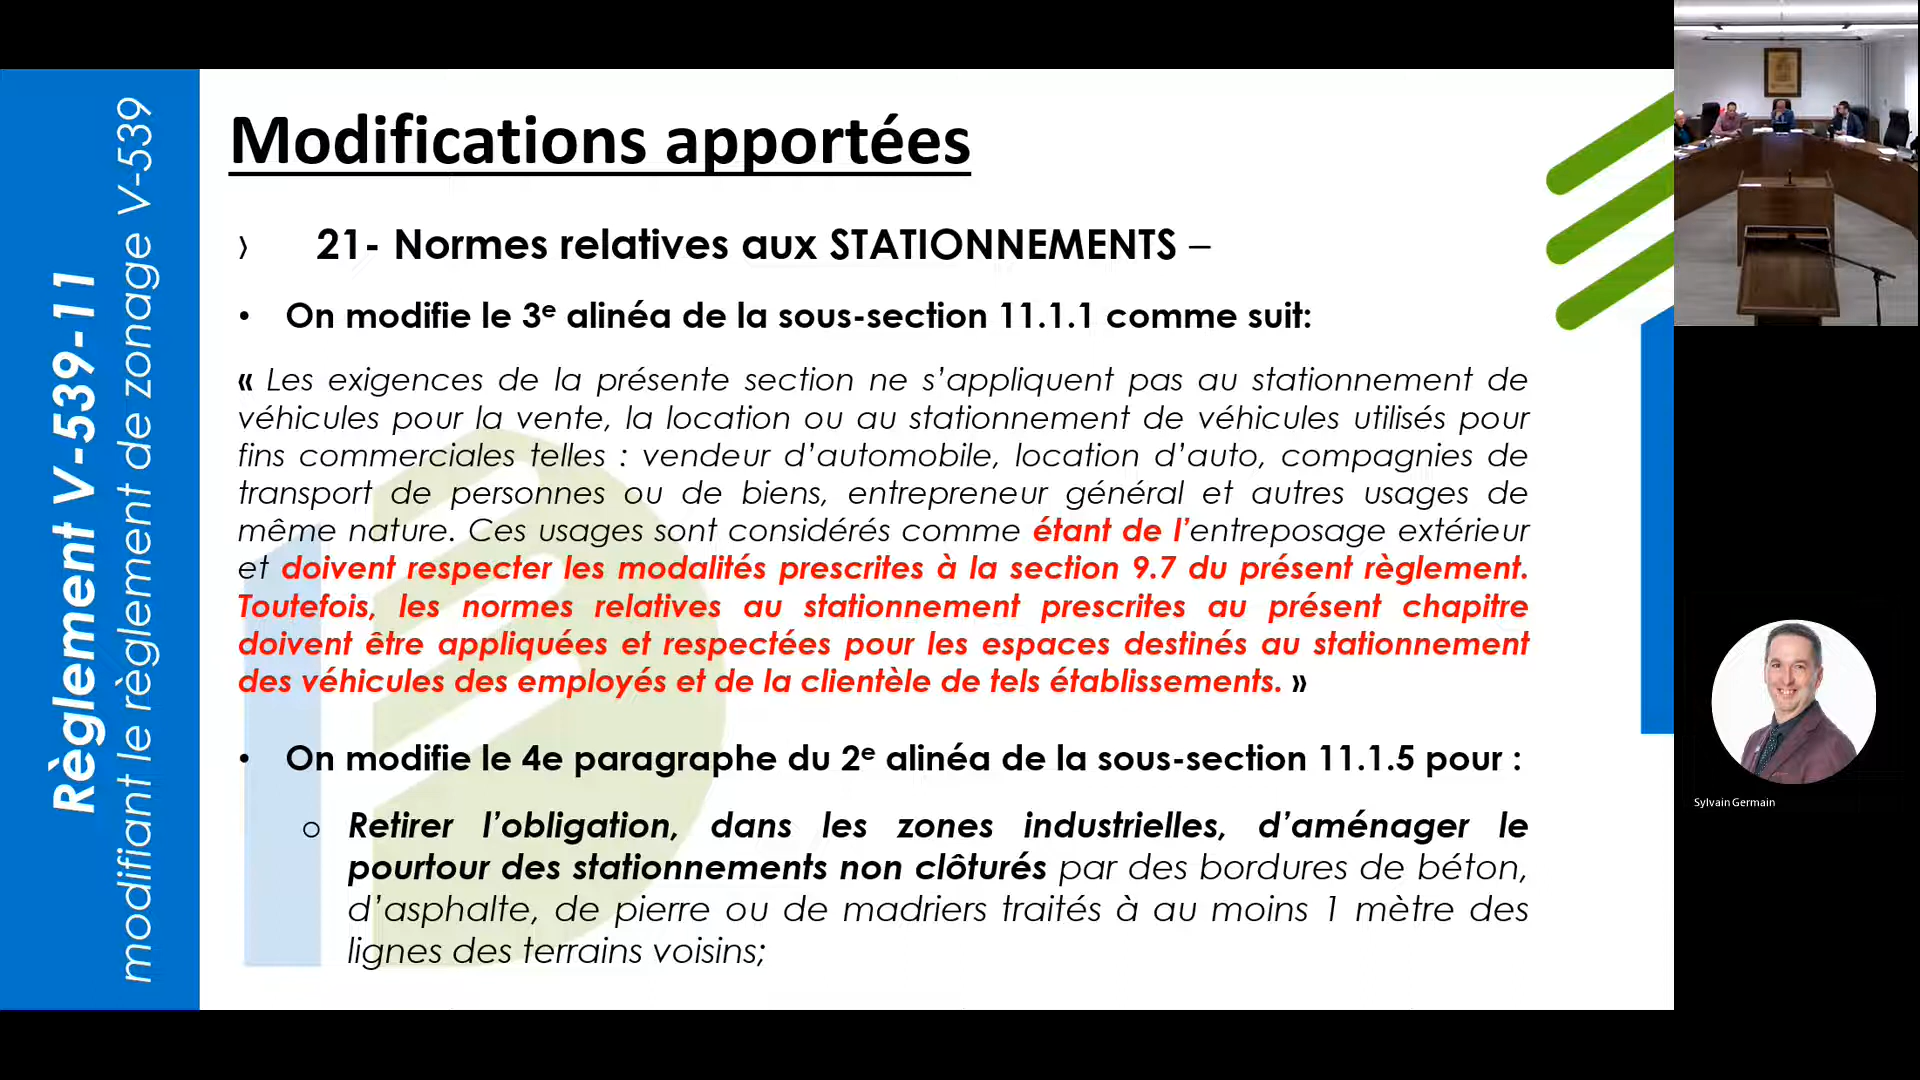 Règlement V-539-11
modifiant le règlement de zonage V-539
Modifications apportées
› 21- Normes relatives aux STATIONNEMENTS –
• On modifie le 3e alinéa de la sous-section 11.1.1 comme suit:
« Les exigences de la présente section ne s’appliquent pas au stationnement de
véhicules pour la vente, la location ou au stationnement de véhicules utilisés pour
fins commerciales telles : vendeur d’automobile, location d’auto, compagnies de
transport de personnes ou de biens, entrepreneur général et autres usages de
même nature. Ces usages sont considérés comme étant de l’entreposage extérieur
et doivent respecter les modalités prescrites à la section 9.7 du présent règlement.
Toutefois, les normes relatives au stationnement prescrites au présent chapitre
doivent être appliquées et respectées pour les espaces destinés au stationnement
des véhicules des employés et de la clientèle de tels établissements. »
• On modifie le 4e paragraphe du 2e alinéa de la sous-section 11.1.5 pour :
o Retirer l’obligation, dans les zones industrielles, d’aménager le
pourtour des stationnements non clôturés par des bordures de béton,
d’asphalte, de pierre ou de madriers traités à au moins 1 mètre des
lignes des terrains voisins;
Sylvain Germain